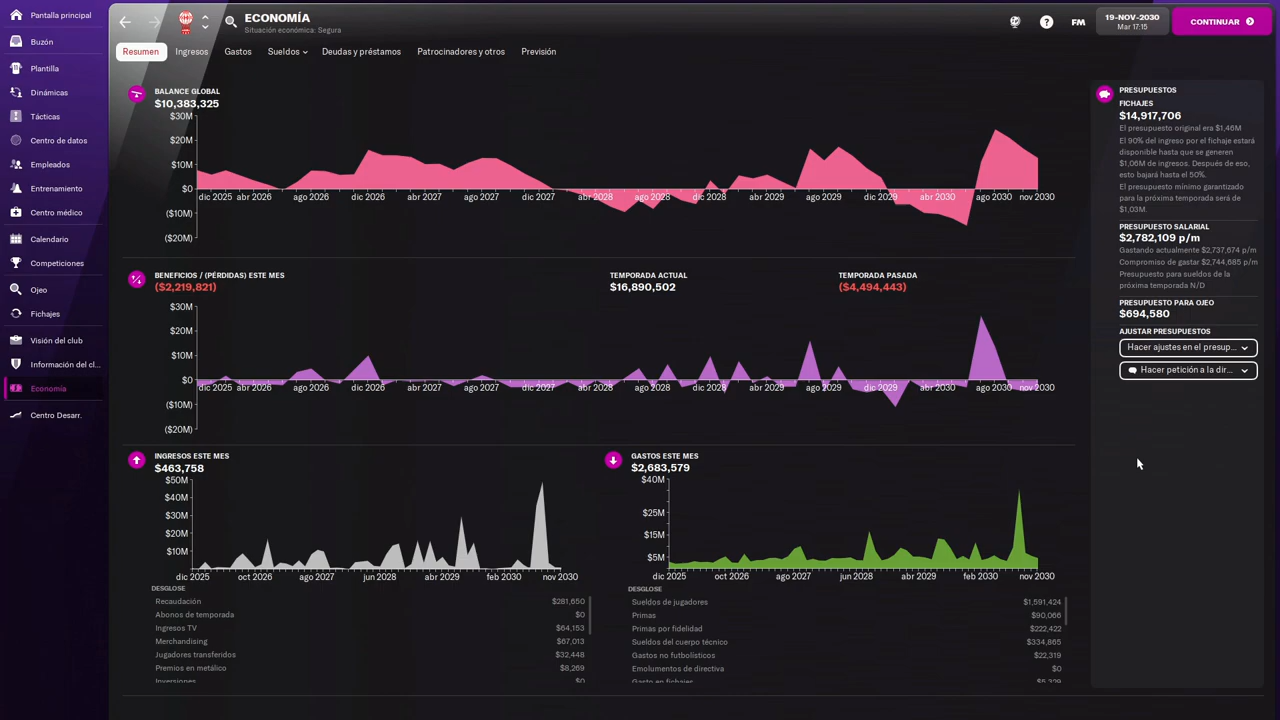 Pantalla principal
Buzón
Plantilla
Dinámicas
Tácticas
Centro de datos
Empleados
Entrenamiento
Centro médico
Calendario
Competiciones
Ojeo
Fichajes
Visión del club
Información del cl...
Economía
Centro Desarr.
ECONOMÍA
Situación económica: Segura
?
FM
19-NOV-2030
Mar 17:15
CONTINUAR
Resumen
Ingresos
Gastos
Sueldos
Deudas y préstamos
Patrocinadores y otros
Previsión
BALANCE GLOBAL
$10,383,325
$30M
$20M
$10M
$0
($10M)
($20M)
dic 2025
abr 2026
ago 2026
dic 2026
abr 2027
ago 2027
dic 2027
abr 2028
ago 2028
dic 2028
abr 2029
ago 2029
dic 2029
abr 2030
ago 2030
nov 2030
BENEFICIOS / (PÉRDIDAS) ESTE MES
($2,219,821)
TEMPORADA ACTUAL
$16,890,502
TEMPORADA PASADA
($4,494,443)
$30M
$20M
$10M
$0
($10M)
($20M)
dic 2025
abr 2026
ago 2026
dic 2026
abr 2027
ago 2027
dic 2027
abr 2028
ago 2028
dic 2028
abr 2029
ago 2029
dic 2029
abr 2030
ago 2030
nov 2030
INGRESOS ESTE MES
$463,758
$50M
$40M
$30M
$20M
$10M
dic 2025
oct 2026
ago 2027
jun 2028
abr 2029
feb 2030
nov 2030
DESGLOSE
Recaudación $281,650
Abonos de temporada $0
Ingresos TV $64,153
Merchandising $67,013
Jugadores transferidos $32,448
Premios en metálico $8,269
Inversiones $0
GASTOS ESTE MES
$2,683,579
$40M
$25M
$15M
$5M
dic 2025
oct 2026
ago 2027
jun 2028
abr 2029
feb 2030
nov 2030
DESGLOSE
Sueldos de jugadores $1,591,424
Primas $90,066
Primas por fidelidad $222,422
Sueldos del cuerpo técnico $334,865
Gastos no futbolísticos $22,319
Emolumentos de directiva $0
Gasto en fichajes $5,329
PRESUPUESTOS
FICHAJES
$14,917,706
El presupuesto original era $1,46M
El 90% del ingreso por el fichaje estará
disponible hasta que se generen
$1,06M de ingresos. Después de eso,
esto bajará hasta el 50%.
El presupuesto mínimo garantizado
para la próxima temporada será de
$1,03M.
PRESUPUESTO SALARIAL
$2,782,109 p/m
Gastando actualmente $2,737,674 p/m
Compromiso de gastar $2,744,685 p/m
Presupuesto para sueldos de la
próxima temporada N/D
PRESUPUESTO PARA OJEO
$694,580
AJUSTAR PRESUPUESTOS
Hacer ajustes en el presup...
Hacer petición a la dir...